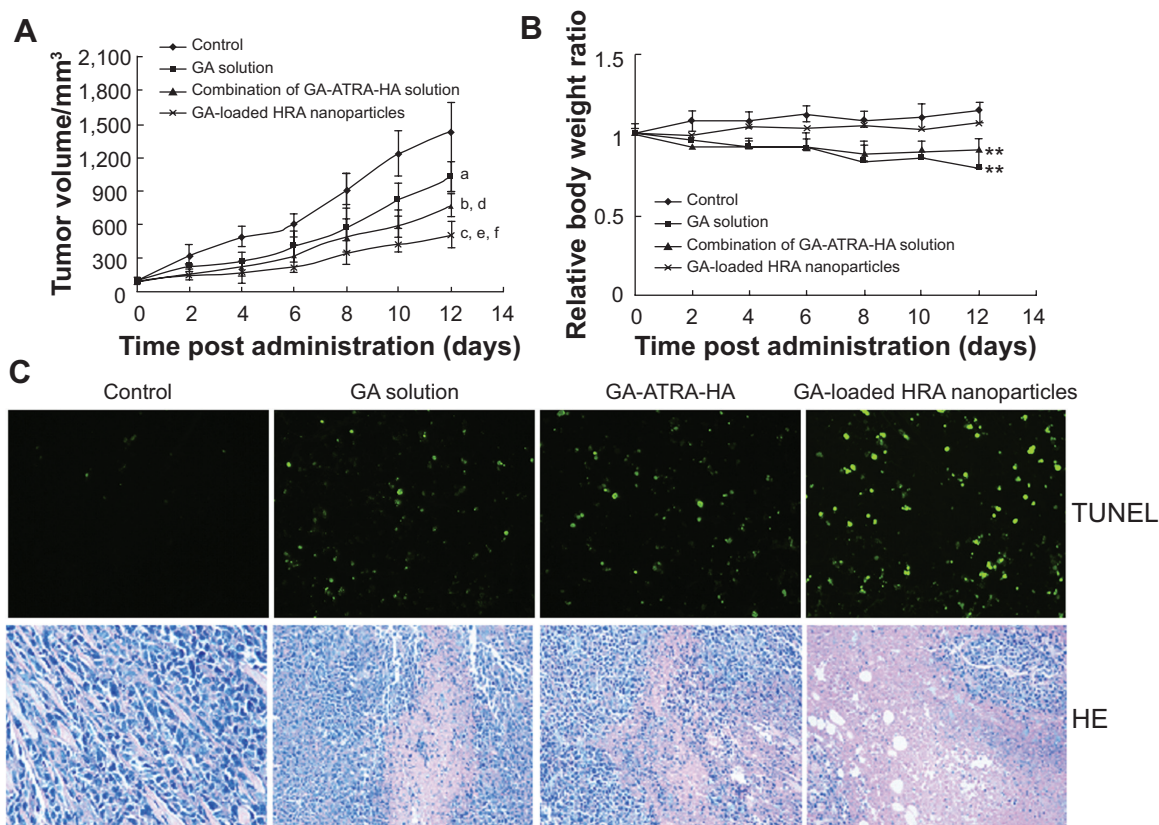 A
Tumor volume/mm³
2,100
1,800
1,500
1,200
900
600
300
0
Control
GA solution
Combination of GA-ATRA-HA solution
GA-loaded HRA nanoparticles
a
b, d
c, e, f
0 2 4 6 8 10 12 14
Time post administration (days)
B
Relative body weight ratio
1.5
1
0.5
0
**
**
Control
GA solution
Combination of GA-ATRA-HA solution
GA-loaded HRA nanoparticles
0 2 4 6 8 10 12 14
Time post administration (days)
C
Control GA solution GA-ATRA-HA GA-loaded HRA nanoparticles
TUNEL
HE